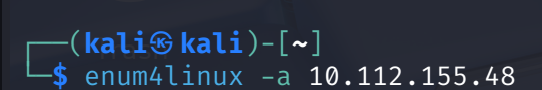 ┌──(kali㉿kali)-[~]
└─$ enum4linux -a 10.112.155.48